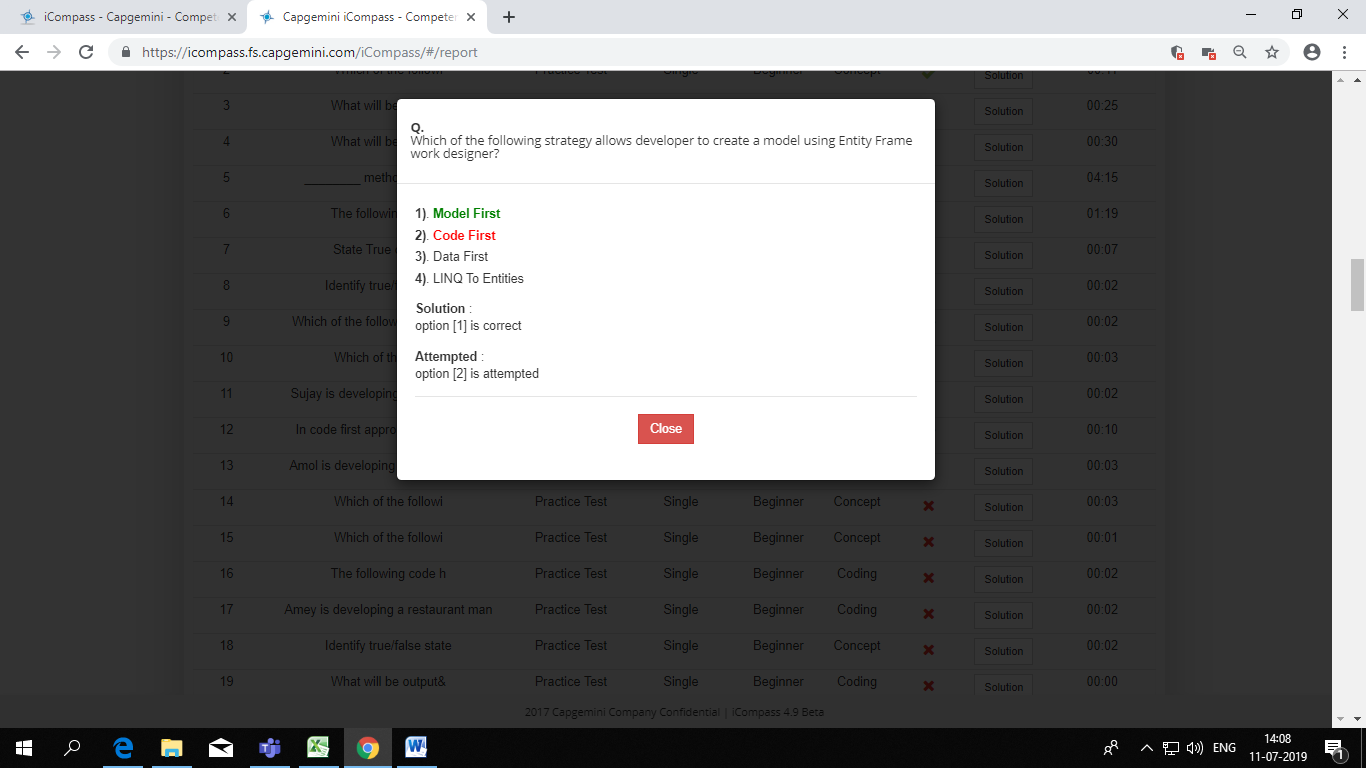 iCompass - Capgemini - Compet
Capgemini iCompass - Competen
https://icompass.fs.capgemini.com/iCompass/#/report
Solution
3 What will be Solution 00:25
4 What will be Solution 00:30
5 _________ metho Solution 04:15
6 The followin Solution 01:19
7 State True Solution 00:07
8 Identify true/ Solution 00:02
9 Which of the follow Solution 00:02
10 Which of th Solution 00:03
11 Sujay is developing Solution 00:02
12 In code first appro Solution 00:10
13 Amol is developing Solution 00:03
Q.
Which of the following strategy allows developer to create a model using Entity Frame
work designer?
1). Model First
2). Code First
3). Data First
4). LINQ To Entities
Solution :
option [1] is correct
Attempted :
option [2] is attempted
Close
14 Which of the followi Practice Test Single Beginner Concept Solution 00:03
15 Which of the followi Practice Test Single Beginner Concept Solution 00:01
16 The following code h Practice Test Single Beginner Coding Solution 00:02
17 Amey is developing a restaurant man Practice Test Single Beginner Coding Solution 00:02
18 Identify true/false state Practice Test Single Beginner Concept Solution 00:02
19 What will be output& Practice Test Single Beginner Coding Solution 00:00
2017 Capgemini Company Confidential | iCompass 4.9 Beta
ENG
14:08
11-07-2019
1